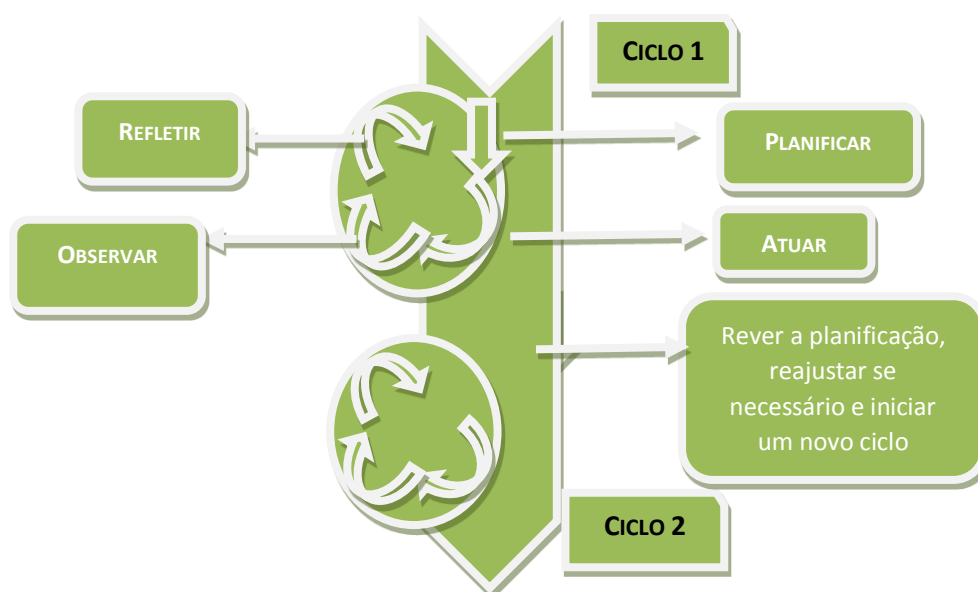 CICLO 1
REFLETIR
PLANIFICAR
OBSERVAR
ATUAR
Rever a planificação,
reajustar se
necessário e iniciar
um novo ciclo
CICLO 2